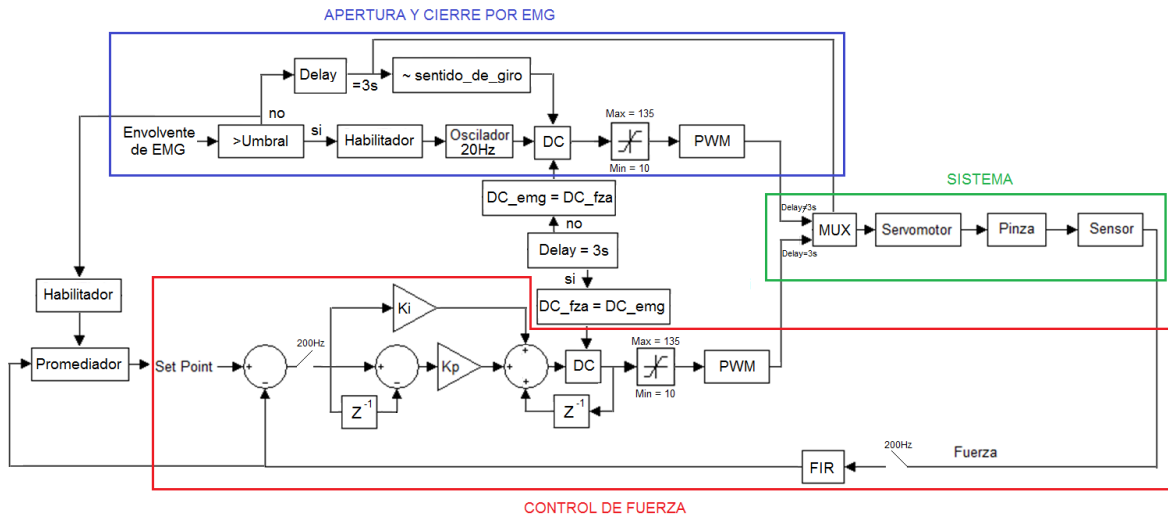 APERTURA Y CIERRE POR EMG
Delay
=3s
~ sentido_de_giro
no
Envolvente
de EMG
>Umbral
si
Habilitador
Oscilador
20Hz
DC
Max = 135
Min = 10
PWM
DC_emg = DC_fza
no
Delay = 3s
si
DC_fza = DC_emg
SISTEMA
Delay≠3s
Delay=3s
MUX
Servomotor
Pinza
Sensor
Habilitador
Promediador
Set Point
+
-
200Hz
Ki
+
-
Kp
Z -1
+
+
+
DC
Z -1
Max = 135
Min = 10
PWM
FIR
200Hz
Fuerza
CONTROL DE FUERZA